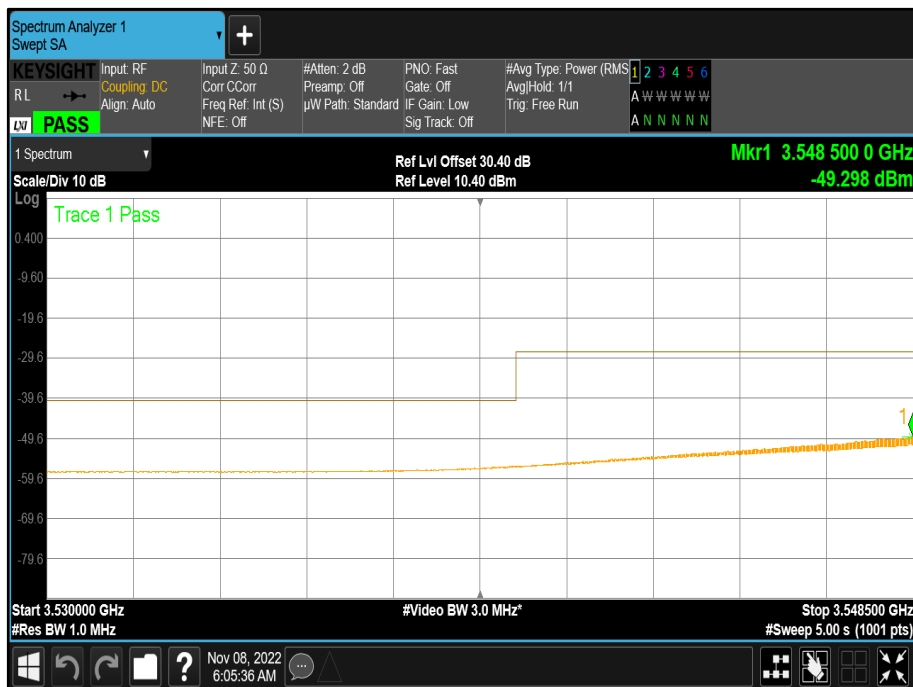 Spectrum Analyzer 1
Swept SA
+
KEYSIGHT
RL
LXI PASS
Input: RF
Coupling: DC
Align: Auto
Input Z: 50 Ω
Corr CCorr
Freq Ref: Int (S)
NFE: Off
#Atten: 2 dB
Preamp: Off
µW Path: Standard
PNO: Fast
Gate: Off
IF Gain: Low
Sig Track: Off
#Avg Type: Power (RMS
Avg|Hold: 1/1
Trig: Free Run
1 2 3 4 5 6
A W W W W W
A N N N N N
1 Spectrum
Scale/Div 10 dB
Ref Lvl Offset 30.40 dB
Ref Level 10.40 dBm
Mkr1 3.548 500 0 GHz
-49.298 dBm
Log
Trace 1 Pass
0.400
-9.60
-19.6
-29.6
-39.6
1
-49.6
-59.6
-69.6
-79.6
Start 3.530000 GHz
#Res BW 1.0 MHz
#Video BW 3.0 MHz*
Stop 3.548500 GHz
#Sweep 5.00 s (1001 pts)
?
Nov 08, 2022
6:05:36 AM